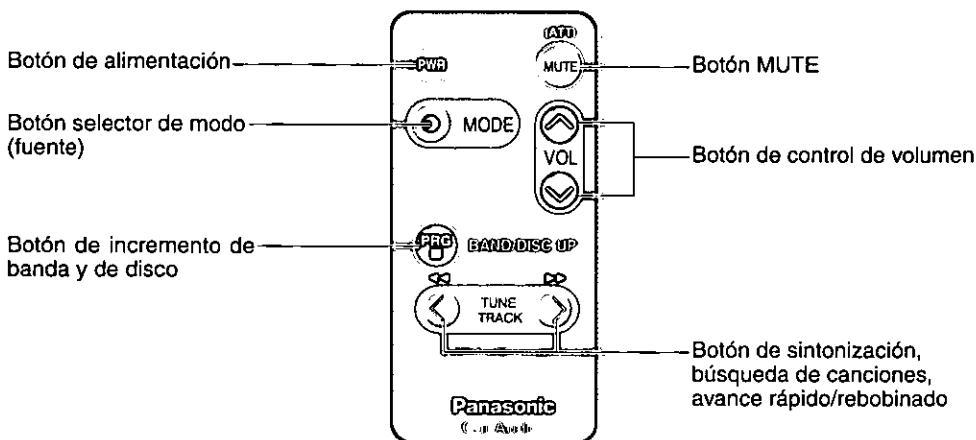 Botón de alimentación
Botón selector de modo
(fuente)
Botón de incremento de
banda y de disco
(ATT)
PWR
MUTE
MODE
VOL
PRG
BAND/DISC UP
TUNE
TRACK
Panasonic
Car Audio
Botón MUTE
Botón de control de volumen
Botón de sintonización,
búsqueda de canciones,
avance rápido/rebobinado